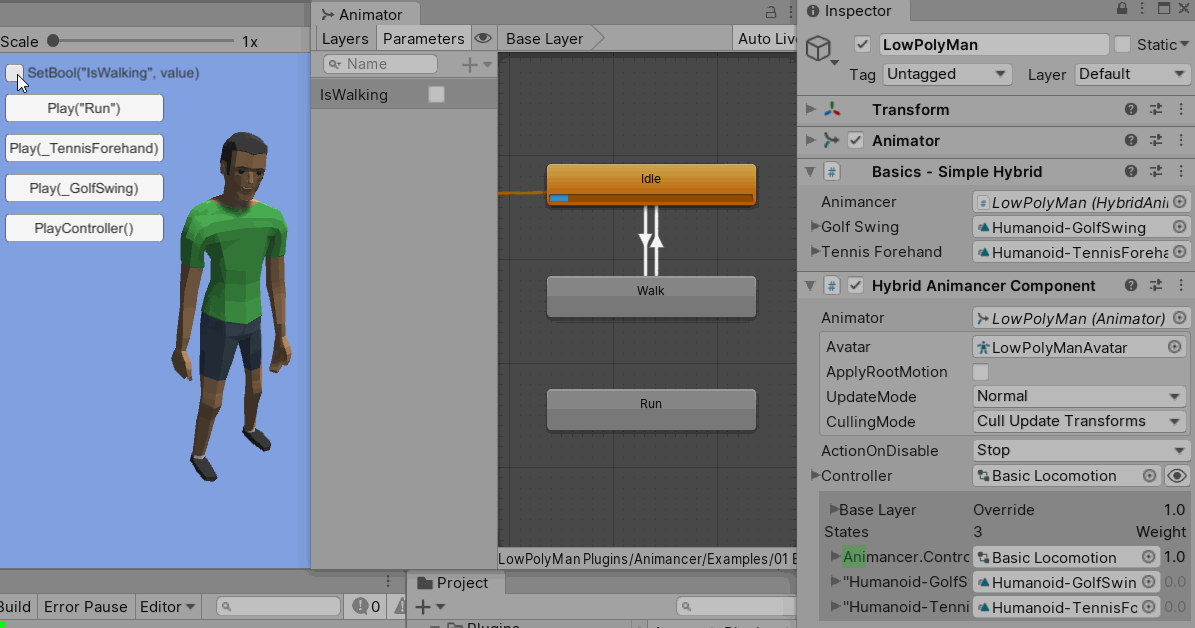 Scale 1x
SetBool("IsWalking", value)
Play("Run")
Play(_TennisForehand)
Play(_GolfSwing)
PlayController()
Animator
Layers Parameters Base Layer Auto Liv
Name
IsWalking
Idle
Walk
Run
LowPolyMan Plugins/Animancer/Examples/01 B
Build Error Pause Editor 0
Project
Plugins
Inspector
LowPolyMan Static
Tag Untagged Layer Default
Transform
Animator
# Basics - Simple Hybrid
Animancer # LowPolyMan (HybridAni
Golf Swing Humanoid-GolfSwing
Tennis Forehand Humanoid-TennisForeha
# Hybrid Animancer Component
Animator LowPolyMan (Animator)
Avatar LowPolyManAvatar
ApplyRootMotion
UpdateMode Normal
CullingMode Cull Update Transforms
ActionOnDisable Stop
Controller Basic Locomotion
Base Layer Override 1.0
States 3 Weight
Animancer.Contro Basic Locomotion 1.0
"Humanoid-GolfS Humanoid-GolfSwin 0.0
"Humanoid-Tenni Humanoid-TennisFo 0.0